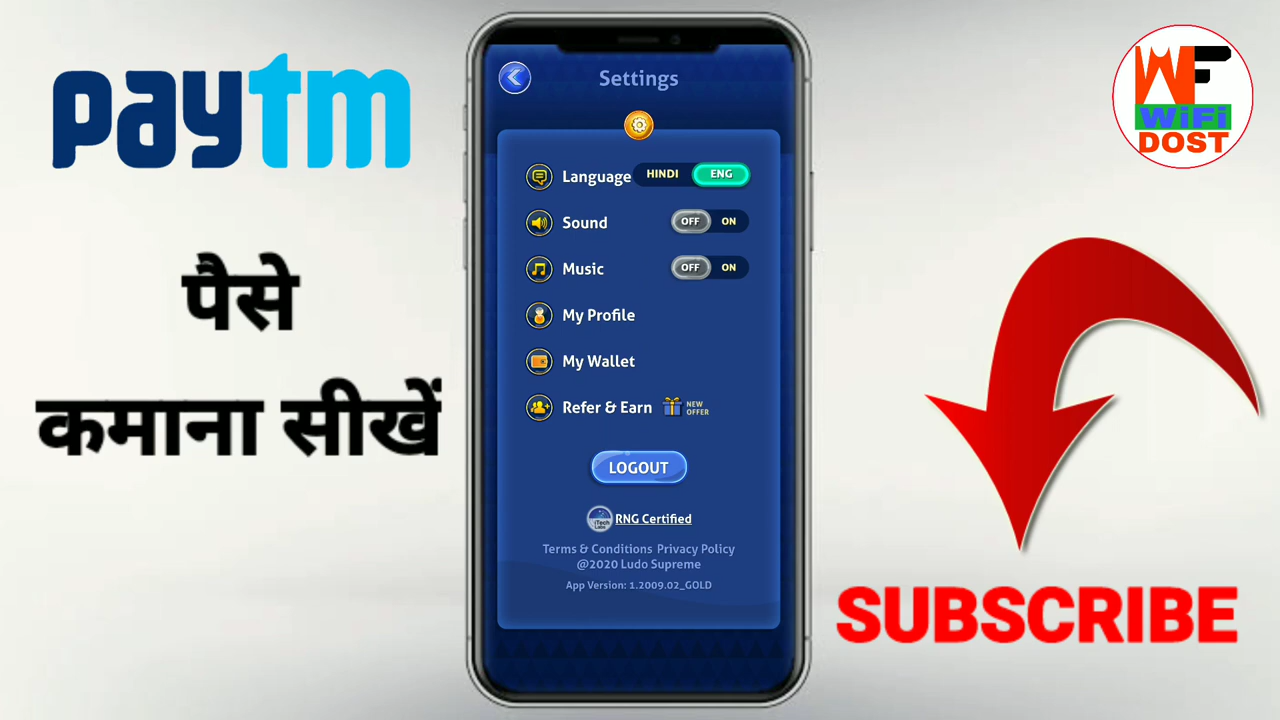 paytm
पैसे
कमाना सीखें
Settings
Language HINDI ENG
Sound OFF ON
Music OFF ON
My Profile
My Wallet
Refer & Earn NEW OFFER
LOGOUT
iTech Labs RNG Certified
Terms & Conditions Privacy Policy
@2020 Ludo Supreme
App Version: 1.2009.02_GOLD
WF
WiFi
DOST
SUBSCRIBE